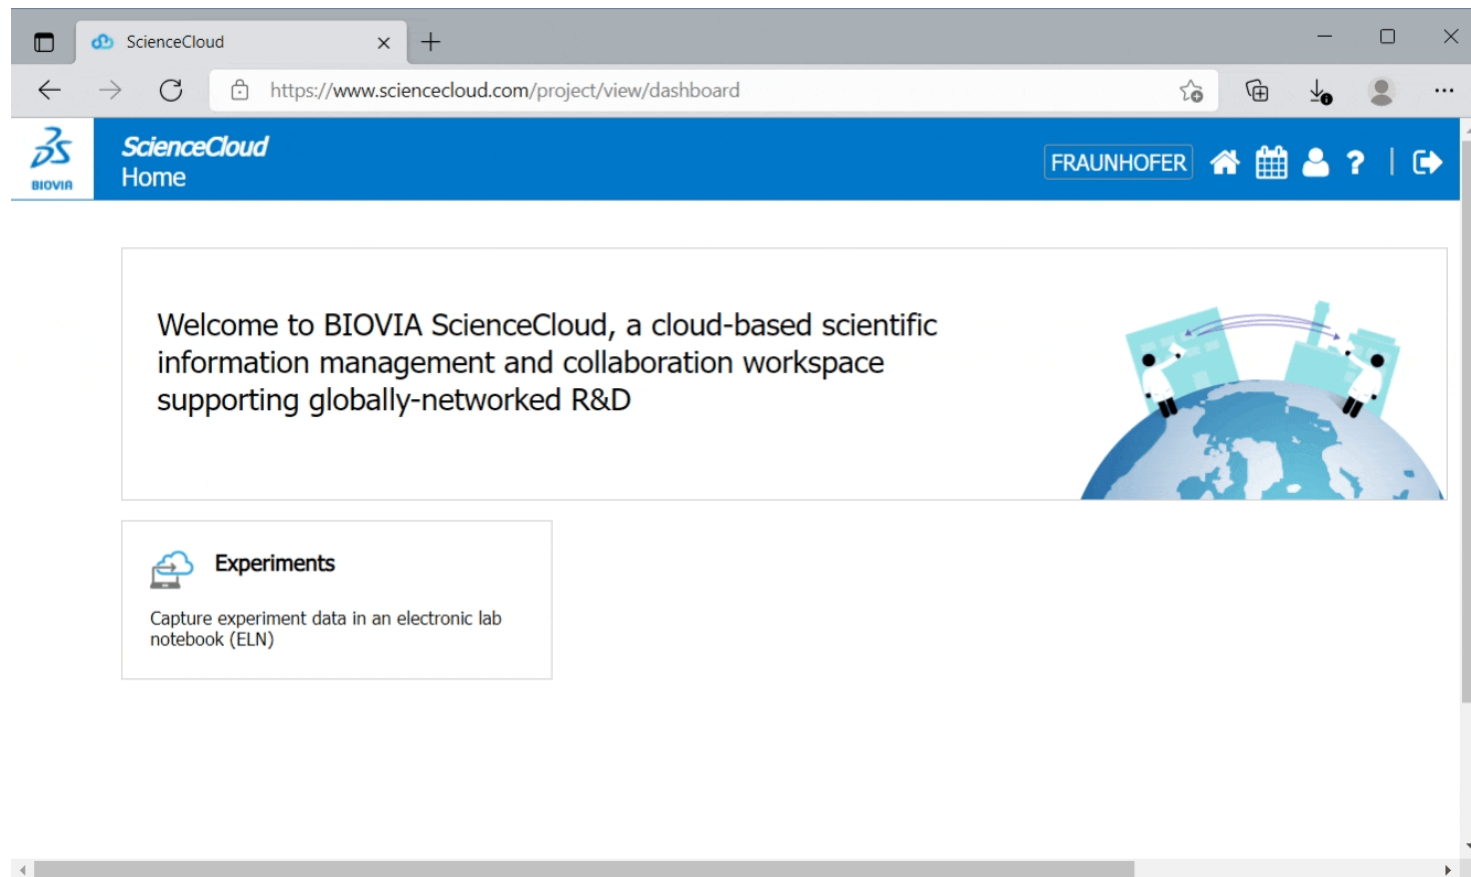 ScienceCloud
https://www.sciencecloud.com/project/view/dashboard
BIOVIA
ScienceCloud
Home
FRAUNHOFER
?
Welcome to BIOVIA ScienceCloud, a cloud-based scientific
information management and collaboration workspace
supporting globally-networked R&D
Experiments
Capture experiment data in an electronic lab
notebook (ELN)